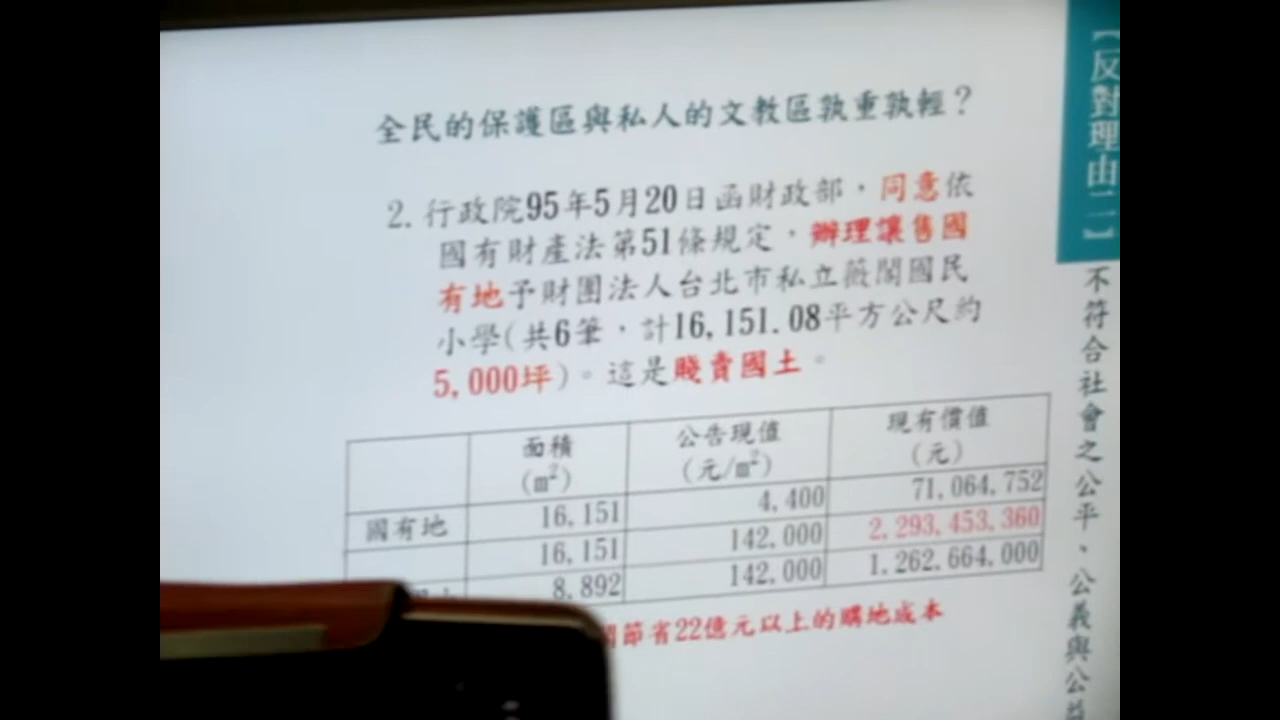 全民的保護區與私人的文教區孰重孰輕？
2. 行政院95年5月20日函財政部，同意依
國有財產法第51條規定，辦理讓售國
有地予財團法人台北市私立薇閣國民
小學(共6筆，計16,151.08平方公尺約
5,000坪)。這是賤賣國土。
面積 公告現值 現有價值
(m²) (元/m²) (元)
國有地 16,151 4,400 71,064,752
16,151 142,000 2,293,453,360
8,892 142,000 1,262,664,000
節省22億元以上的購地成本
【反對理由二】不符合社會之公平、公義與公益